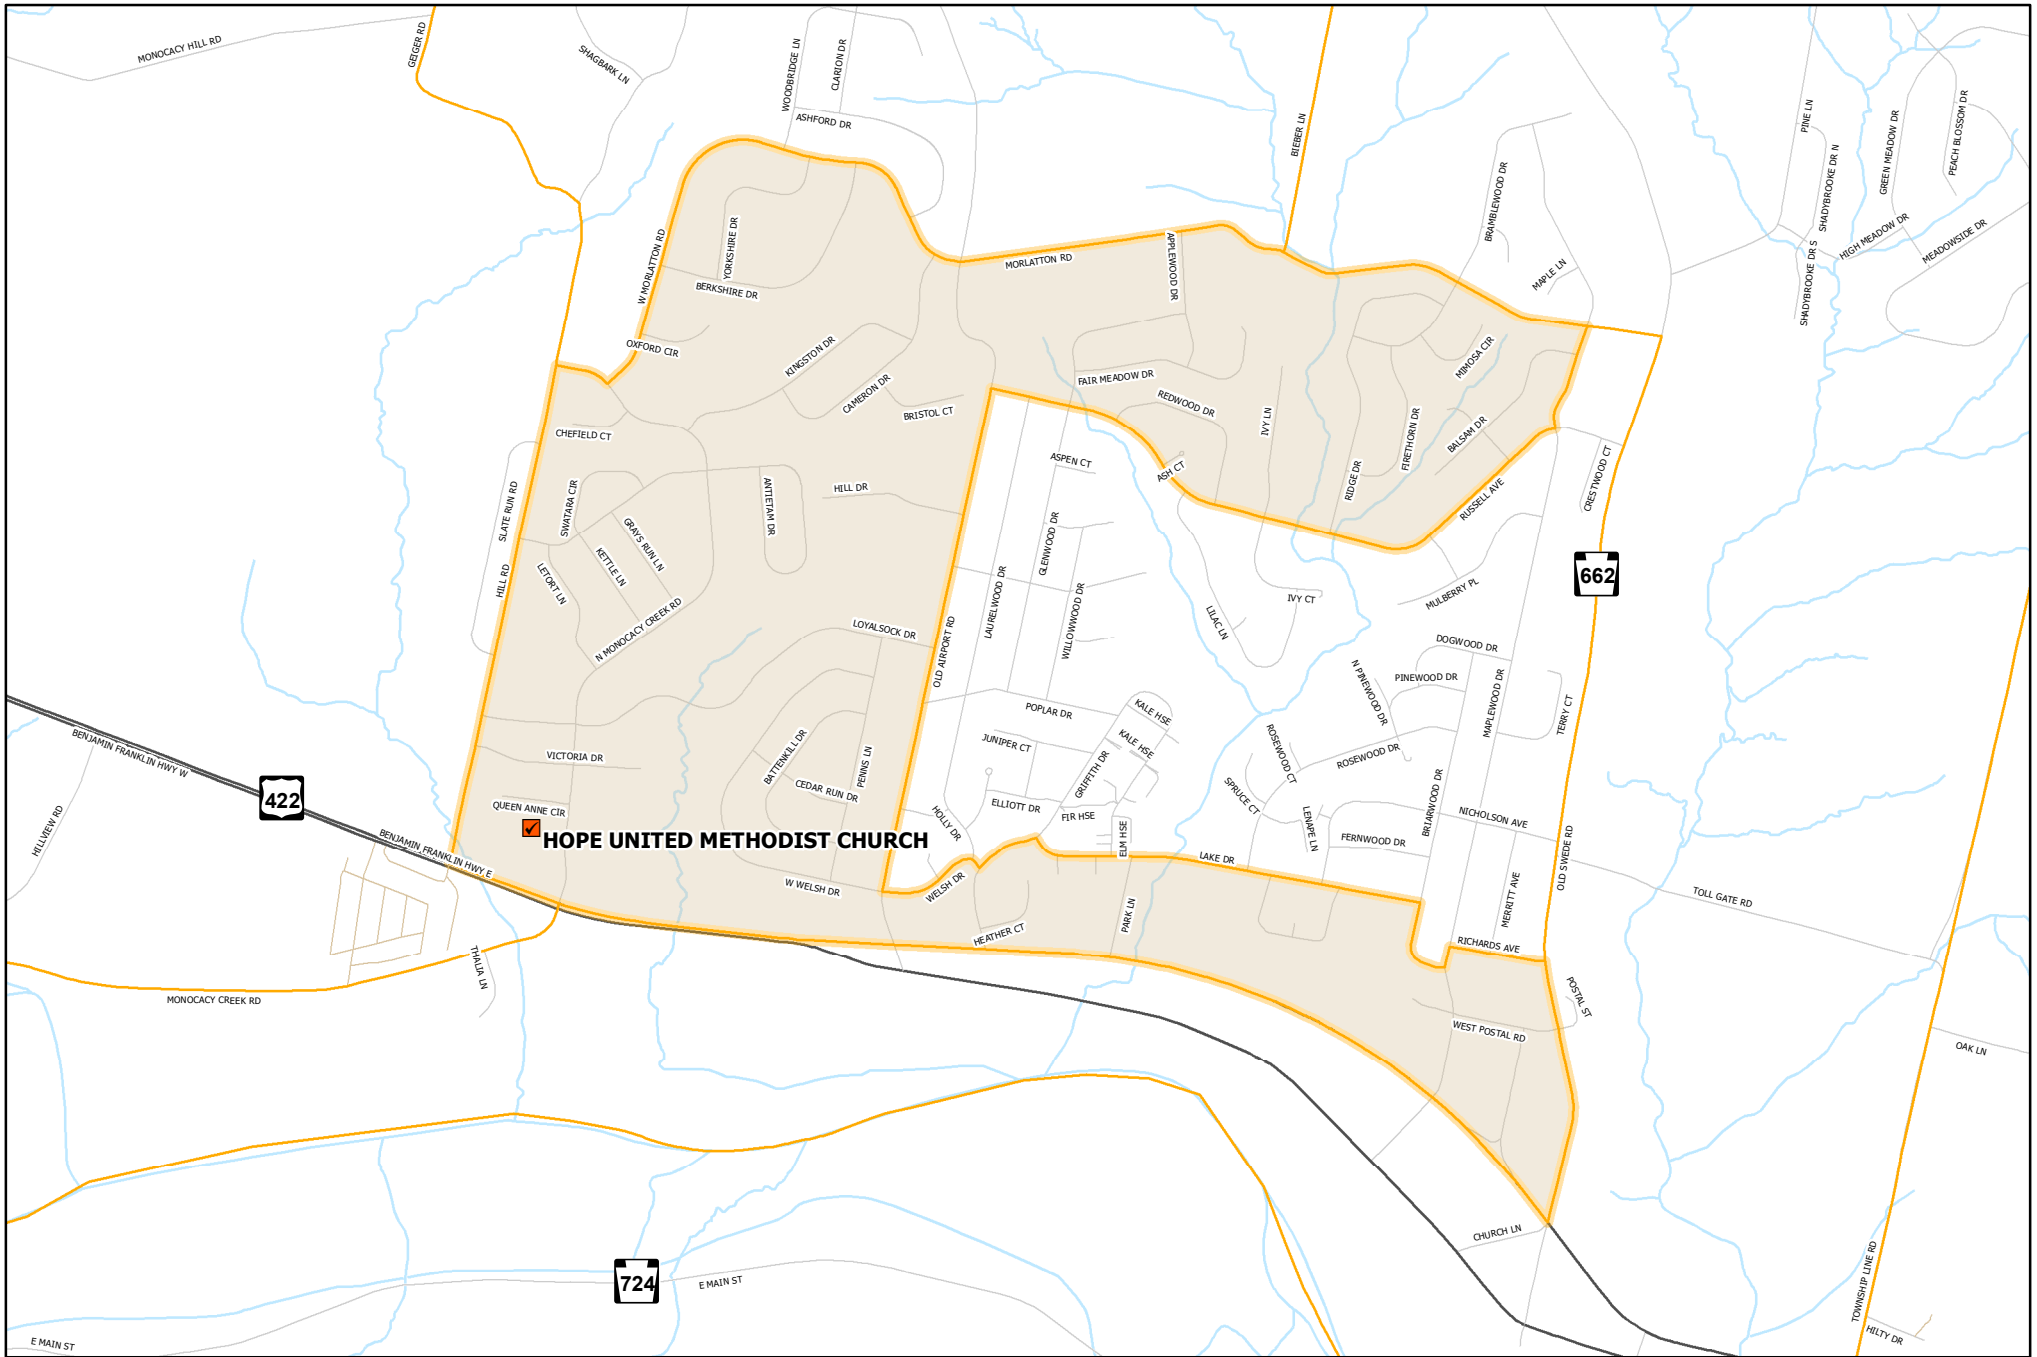 MONOCACY HILL RD
GEIGER RD
SHAGBARK LN
WOODBRIDGE LN
CLARION DR
ASHFORD DR
BIEBER LN
PINE LN
SHADYBROOKE DR N
GREEN MEADOW DR
PEACH BLOSSOM DR
BRAMBLEWOOD DR
HIGH MEADOW DR
MEADOWSIDE DR
SHADYBROOKE DR S
MAPLE LN
W MORLATTON RD
YORKSHIRE DR
BERKSHIRE DR
MORLATTON RD
APPLEWOOD DR
OXFORD CIR
KINGSTON DR
CAMERON DR
BRISTOL CT
FAIR MEADOW DR
REDWOOD DR
MIMOSA CIR
IVY LN
FIRETHORN DR
BALSAM DR
CHEFIELD CT
ASPEN CT
ASH CT
RIDGE DR
RUSSELL AVE
CRESTWOOD CT
SLATE RUN RD
SWATARA CIR
ANTIETAM DR
HILL DR
GRAYS RUN LN
KETTLE LN
LETORT LN
HILL RD
GLENWOOD DR
LAURELWOOD DR
WILLOWWOOD DR
662
MULBERRY PL
IVY CT
LILAC LN
N MONOCACY CREEK RD
LOYALSOCK DR
OLD AIRPORT RD
DOGWOOD DR
PINEWOOD DR
N PINEWOOD DR
MAPLEWOOD DR
TERRY CT
POPLAR DR
KALE HSE
KALE HSE
JUNIPER CT
GRIFFITH DR
ROSEWOOD CT
ROSEWOOD DR
BENJAMIN FRANKLIN HWY W
VICTORIA DR
BATTENKILL DR
PENNS LN
CEDAR RUN DR
422
QUEEN ANNE CIR
ELLIOTT DR
FIR HSE
SPRUCE CT
LENAPE LN
BRIARWOOD DR
NICHOLSON AVE
HILLVIEW RD
BENJAMIN FRANKLIN HWY E
HOPE UNITED METHODIST CHURCH
HOLLY DR
ELM HSE
LAKE DR
FERNWOOD DR
OLD SWEDE RD
W WELSH DR
WELSH DR
MERRITT AVE
TOLL GATE RD
PARK LN
HEATHER CT
RICHARDS AVE
THALIA LN
MONOCACY CREEK RD
POSTAL ST
WEST POSTAL RD
OAK LN
CHURCH LN
724
E MAIN ST
TOWNSHIP LINE RD
HILTY DR
E MAIN ST